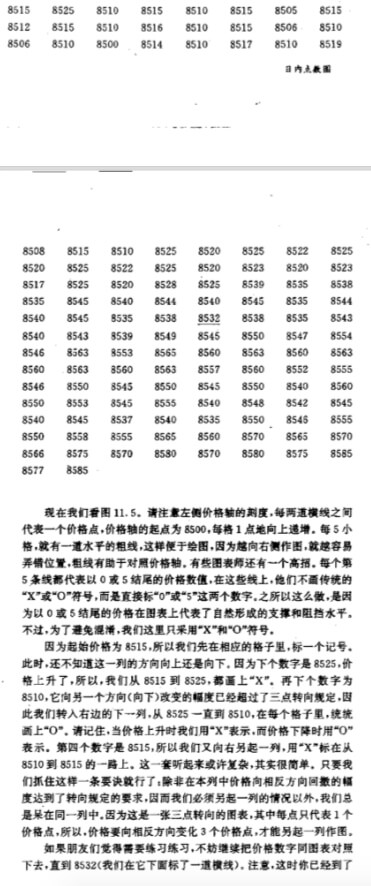 8515 8525 8510 8515 8510 8515 8505 8515
8512 8515 8510 8516 8510 8515 8506 8510
8506 8510 8500 8514 8510 8517 8510 8519
日内点数图
8508 8515 8510 8525 8520 8525 8522 8525
8520 8525 8522 8525 8520 8523 8520 8523
8517 8525 8520 8528 8525 8539 8535 8538
8535 8545 8540 8544 8540 8545 8535 8544
8540 8545 8535 8538 8532 8538 8535 8543
8540 8543 8539 8549 8545 8550 8547 8554
8546 8563 8553 8565 8560 8563 8560 8563
8560 8563 8560 8563 8557 8560 8552 8555
8546 8550 8545 8550 8545 8550 8540 8560
8550 8553 8545 8555 8540 8548 8542 8545
8540 8545 8537 8540 8535 8550 8545 8555
8550 8558 8555 8565 8560 8570 8565 8570
8566 8575 8570 8580 8570 8580 8575 8585
8577 8585
现在我们看图 11.5。请注意左侧价格轴的刻度,每两道横线之间
代表一个价格点,价格轴的起点为 8500,每格 1 点地向上递增。每 5 小
格,就有一道水平的粗线,这样便于绘图,因为越向右侧作图,就越容易
弄错位置,粗线有助于对照价格轴。有些图表师还有一个高招。每个第
5 条线都代表以 0 或 5 结尾的价格数值,在这些线上,他们不画传统的
“X”或“O”符号,而是直接标“0”或“5”这两个数字。之所以这么做,是因
为以 0 或 5 结尾的价格在图表上代表了自然形成的支撑和阻挡水平。
不过,为了避免混淆,我们这里只采用“X”和“O”符号。
因为起始价格为 8515,所以我们先在相应的格子里,标一个记号。
此时,还不知道这一列的方向向上还是向下。因为下个数字是 8525,价
格上升了,所以,我们从 8515 到 8525,都画上“X”。再下个数字为
8510,它向另一个方向(向下)改变的幅度已经超过了三点转向规定,因
此我们转入右边的下一列,从 8525 一直到 8510,在每个格子里,统统
画上“O”。请记住,当价格上升时我们用“X”表示,而价格下降时用“O”
表示。第四个数字是 8515,所以我们又向右另起一列,用“X”标在从
8510 到 8515 的一路上。这一套听起来或许复杂,其实很简单。只要我
们抓住这样一条要诀就行了:除非在本列中价格向相反方向回撤的幅
度达到了转向规定的要求,因而我们必须另起一列的情况以外,我们总
是呆在同一列中。因为这是一张三点转向的图表,其中每点只代表 1 个
价格点,所以,价格要向相反方向变化 3 个价格点,才能另起一列作图。
如果朋友们觉得需要练习练习,不妨继续把价格数字同图表对照
下去,直到 8532(我们在它下面标了一道横线)。注意,这时你已经到了